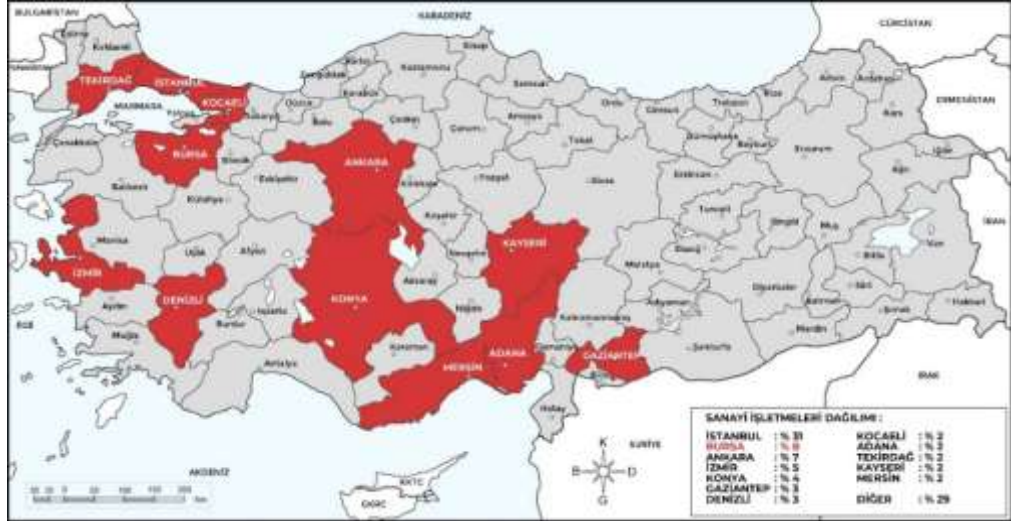 BULGARİSTAN
KARADENİZ
GÜRCİSTAN
Edirne
Kırklareli
TEKİRDAĞ
İSTANBUL
KOCAELİ
MARMARA
Yalova
Sakarya
Düzce
Bolu
Zonguldak
Bartın
Karabük
Kastamonu
Sinop
Çankırı
Samsun
Amasya
Çorum
Ordu
Tokat
Giresun
Trabzon
Gümüşhane
Bayburt
Rize
Artvin
Ardahan
Kars
ERMENİSTAN
Iğdır
Ağrı
Erzurum
Erzincan
Çanakkale
Balıkesir
BURSA
Bilecik
Eskişehir
Kütahya
ANKARA
Kırıkkale
Yozgat
Sivas
Kırşehir
Nevşehir
KAYSERİ
Tunceli
Bingöl
Muş
Van
Bitlis
İRAN
Manisa
İZMİR
Uşak
Afyon
Aksaray
Niğde
KONYA
Malatya
Elazığ
Diyarbakır
Batman
Siirt
Şırnak
Hakkari
EGE
Aydın
DENİZLİ
Muğla
Burdur
Isparta
Antalya
Karaman
MERSİN
ADANA
Osmaniye
Kahramanmaraş
Adıyaman
GAZİANTEP
Kilis
Şanlıurfa
Mardin
Hatay
IRAK
SURİYE
AKDENİZ
KKTC
GKRC
K
B
D
G
SANAYİ İŞLETMELERİ DAĞILIMI :
İSTANBUL : % 31
BURSA : % 8
ANKARA : % 7
İZMİR : % 5
KONYA : % 4
GAZİANTEP : % 3
DENİZLİ : % 3
KOCAELİ : % 2
ADANA : % 2
TEKİRDAĞ : % 2
KAYSERİ : % 2
MERSİN : % 2
DİĞER : % 29